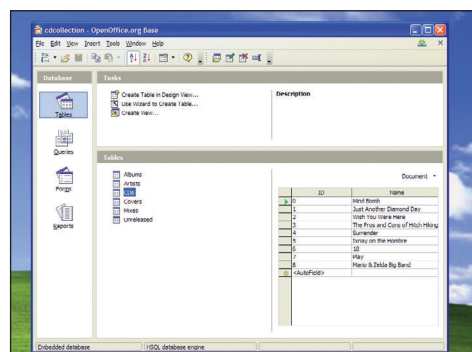 cdcollection - OpenOffice.org Base
File Edit View Insert Tools Window Help
Database
Tasks
Tables
Queries
Forms
Reports
Create Table in Design View...
Use Wizard to Create Table...
Create View...
Description
Tables
Albums
Artists
CDs
Covers
Mixes
Unreleased
Document
ID Name
0 Mind Bomb
1 Just Another Diamond Day
2 Wish You Were Here
3 The Pros and Cons of Hitch Hiking
4 Surrender
5 Ixnay on the Hombre
6 10
7 May
8 Mario & Zelda Big Band
<AutoField>
Embedded database HSQL database engine